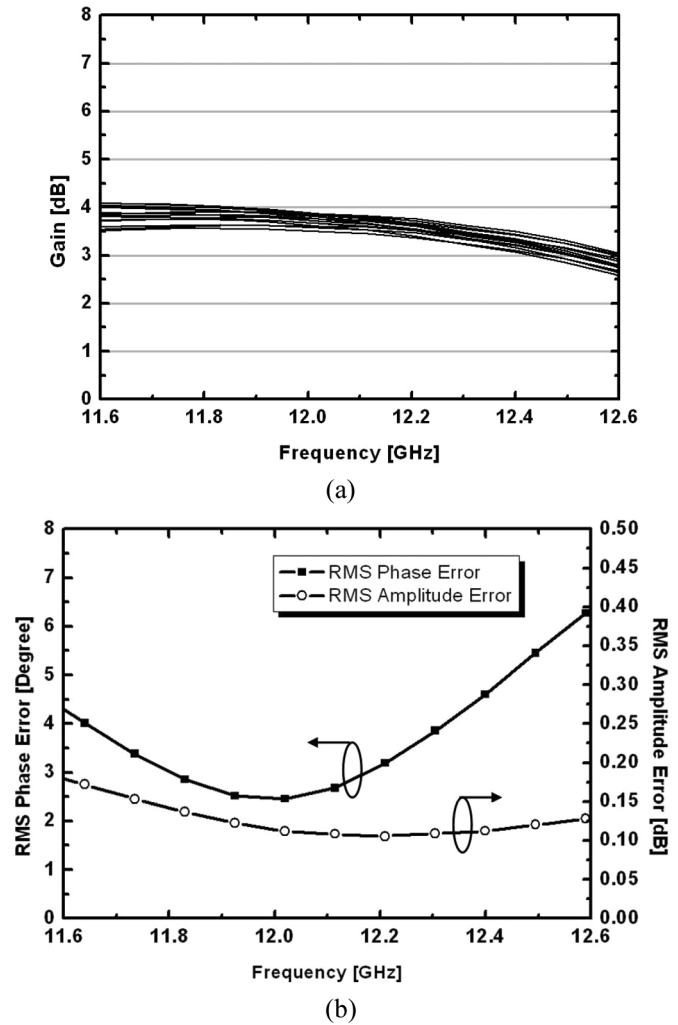 8
7
6
5
4
3
2
1
0
Gain [dB]
11.6 11.8 12.0 12.2 12.4 12.6
Frequency [GHz]
(a)
8
7
6
5
4
3
2
1
0
RMS Phase Error [Degree]
RMS Phase Error
RMS Amplitude Error
0.50
0.45
0.40
0.35
0.30
0.25
0.20
0.15
0.10
0.05
0.00
RMS Amplitude Error [dB]
11.6 11.8 12.0 12.2 12.4 12.6
Frequency [GHz]
(b)